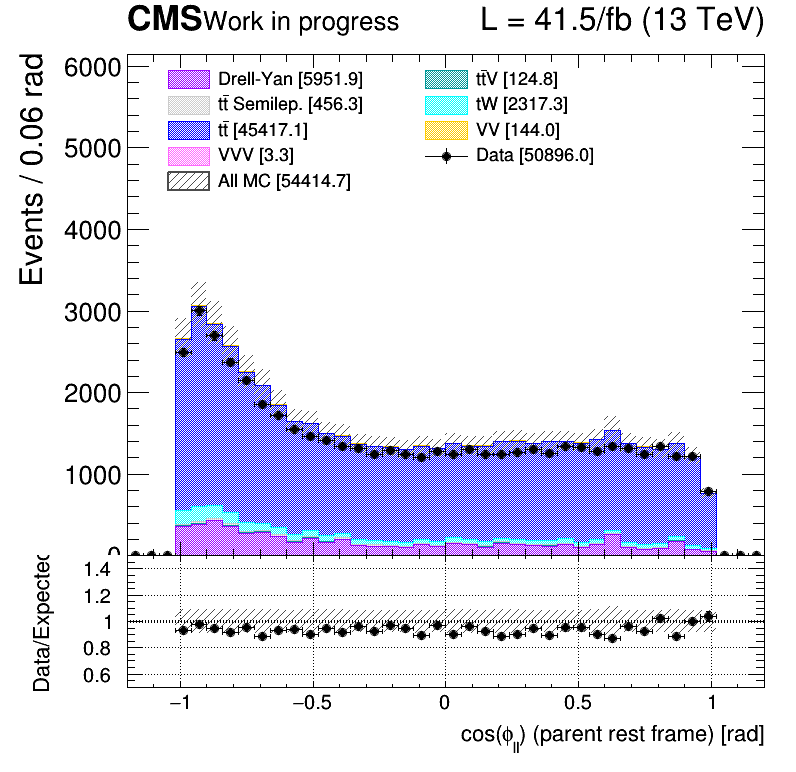 CMS Work in progress L = 41.5/fb (13 TeV)
Events / 0.06 rad
6000
5000
4000
3000
2000
1000
0
Drell-Yan [5951.9]
tt̄ Semilep. [456.3]
tt̄ [45417.1]
VVV [3.3]
All MC [54414.7]
tt̄V [124.8]
tW [2317.3]
VV [144.0]
Data [50896.0]
Data/Expected
1.4
1.2
1
0.8
0.6
−1 −0.5 0 0.5 1
cos(ϕ_ll) (parent rest frame) [rad]